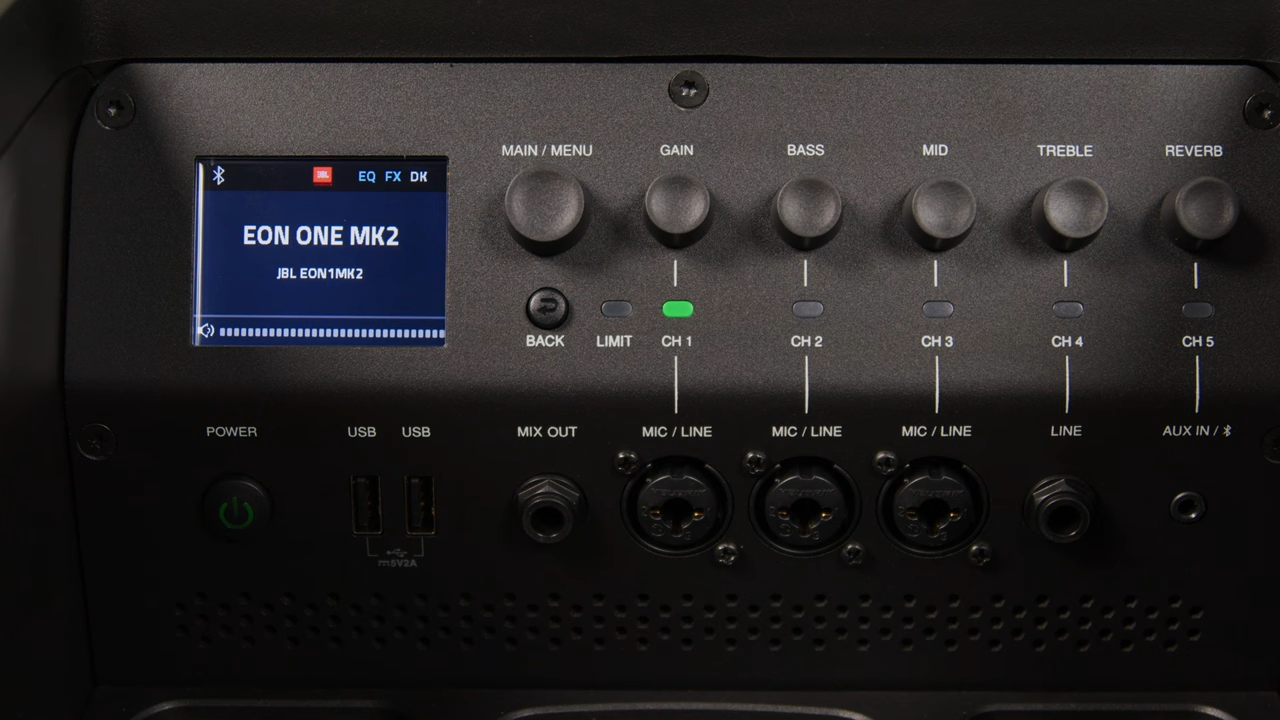 JBL EQ FX DK
EON ONE MK2
JBL EON1MK2
MAIN / MENU GAIN BASS MID TREBLE REVERB
BACK LIMIT CH 1 CH 2 CH 3 CH 4 CH 5
POWER USB USB MIX OUT MIC / LINE MIC / LINE MIC / LINE LINE AUX IN /
5V2A